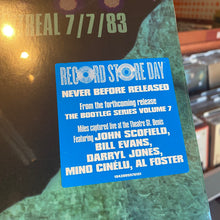 REAL 7/7/83
RECORD STORE DAY
NEVER BEFORE RELEASED
From the forthcoming release
THE BOOTLEG SERIES VOLUME 7
Miles captured live at the Theatre St. Denis
Featuring JOHN SCOFIELD,
BILL EVANS,
DARRYL JONES,
MINO CINÉLU, AL FOSTER